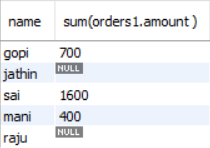 name sum(orders1.amount )
gopi 700
jathin NULL
sai 1600
mani 400
raju NULL